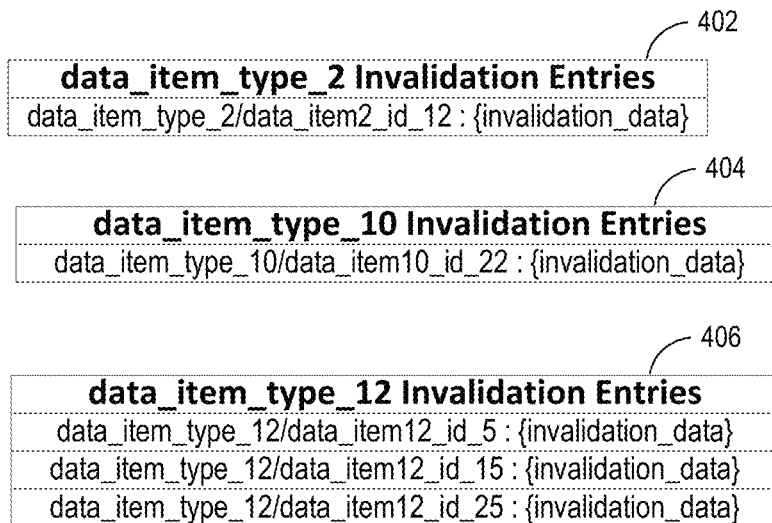 402
data_item_type_2 Invalidation Entries
data_item_type_2/data_item2_id_12 : {invalidation_data}
404
data_item_type_10 Invalidation Entries
data_item_type_10/data_item10_id_22 : {invalidation_data}
406
data_item_type_12 Invalidation Entries
data_item_type_12/data_item12_id_5 : {invalidation_data}
data_item_type_12/data_item12_id_15 : {invalidation_data}
data_item_type_12/data_item12_id_25 : {invalidation_data}